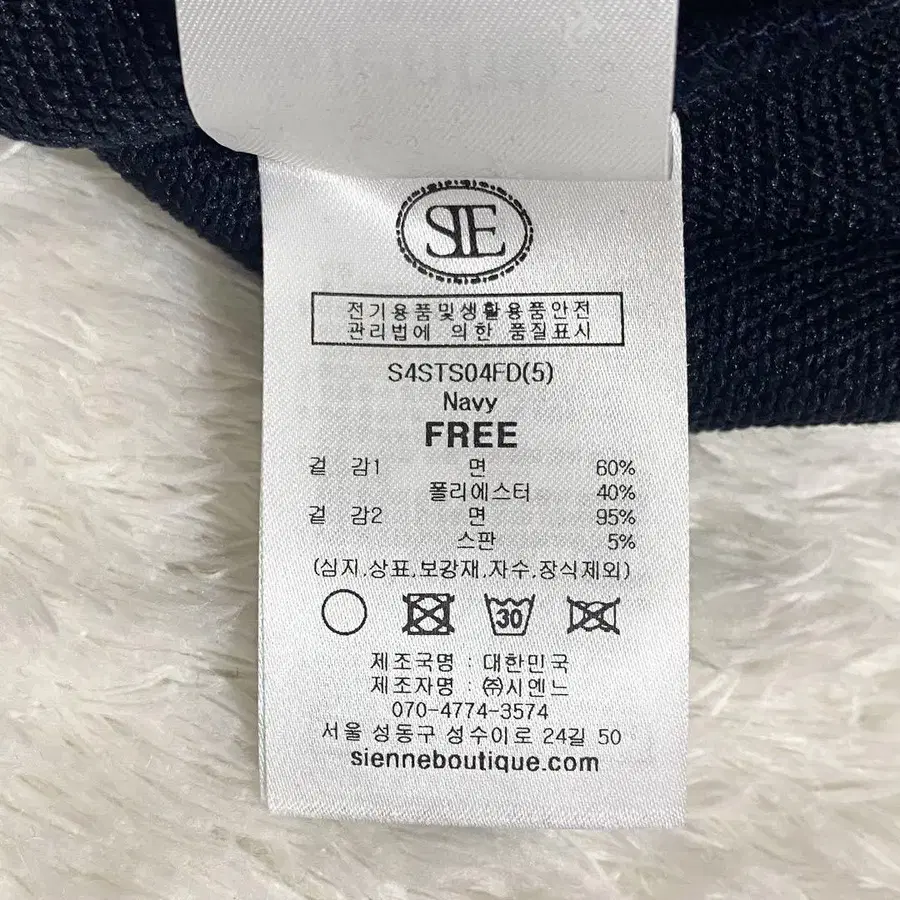 SIE
전기용품및생활용품안전
관리법에 의한 품질표시
S4STS04FD(5)
Navy
FREE
겉 감1 면 60%
폴리에스터 40%
겉 감2 면 95%
스판 5%
(심지,상표,보강재,자수,장식제외)
30
제조국명 : 대한민국
제조자명 : ㈜시엔느
070-4774-3574
서울 성동구 성수이로 24길 50
sienneboutique.com